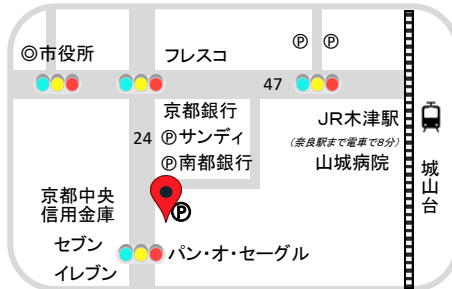 Ⓟ Ⓟ
◎市役所
フレスコ
47
京都銀行
24
Ⓟサンディ
Ⓟ南都銀行
JR木津駅
(奈良駅まで電車で8分)
山城病院
城山台
京都中央
信用金庫
Ⓟ
セブン
イレブン
パン・オ・セーグル